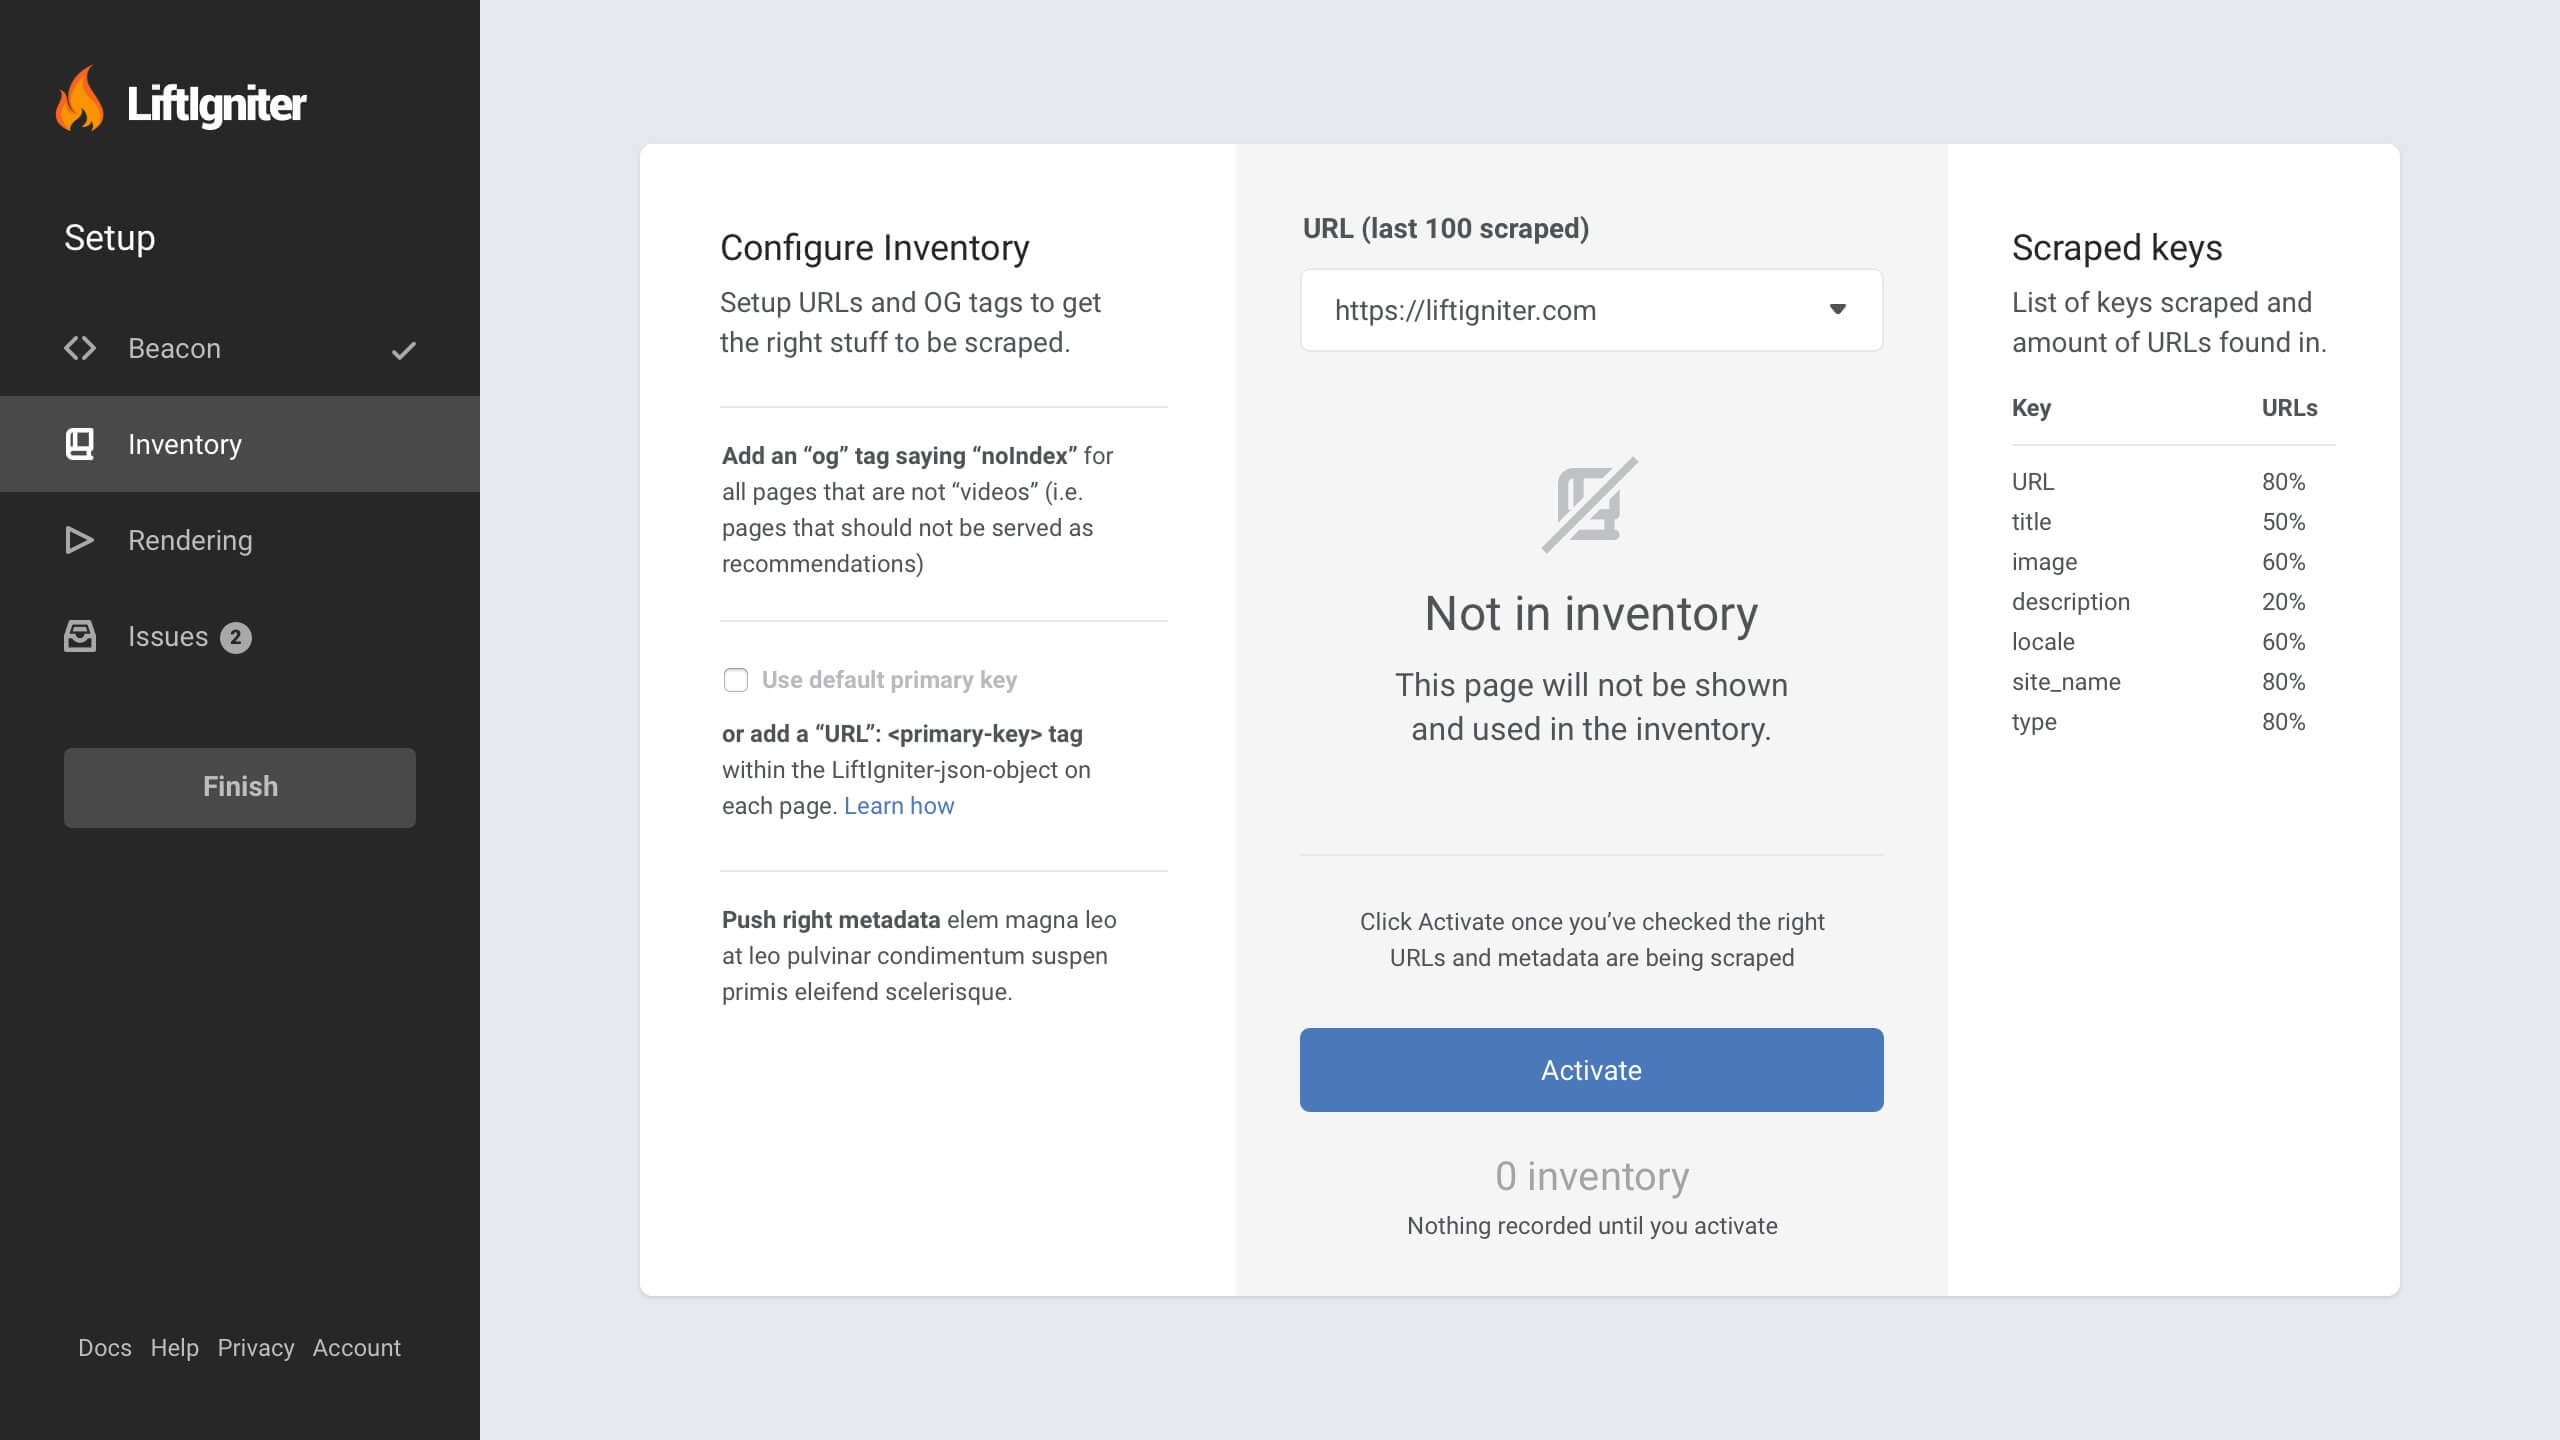 LiftIgniter
Setup
Beacon
Inventory
Rendering
Issues 2
Finish
Docs Help Privacy Account
Configure Inventory
Setup URLs and OG tags to get
the right stuff to be scraped.
Add an “og” tag saying “noIndex” for
all pages that are not “videos” (i.e.
pages that should not be served as
recommendations)
Use default primary key
or add a “URL”: <primary-key> tag
within the LiftIgniter-json-object on
each page. Learn how
Push right metadata elem magna leo
at leo pulvinar condimentum suspen
primis eleifend scelerisque.
URL (last 100 scraped)
https://liftigniter.com
Not in inventory
This page will not be shown
and used in the inventory.
Click Activate once you’ve checked the right
URLs and metadata are being scraped
Activate
0 inventory
Nothing recorded until you activate
Scraped keys
List of keys scraped and
amount of URLs found in.
Key URLs
URL 80%
title 50%
image 60%
description 20%
locale 60%
site_name 80%
type 80%